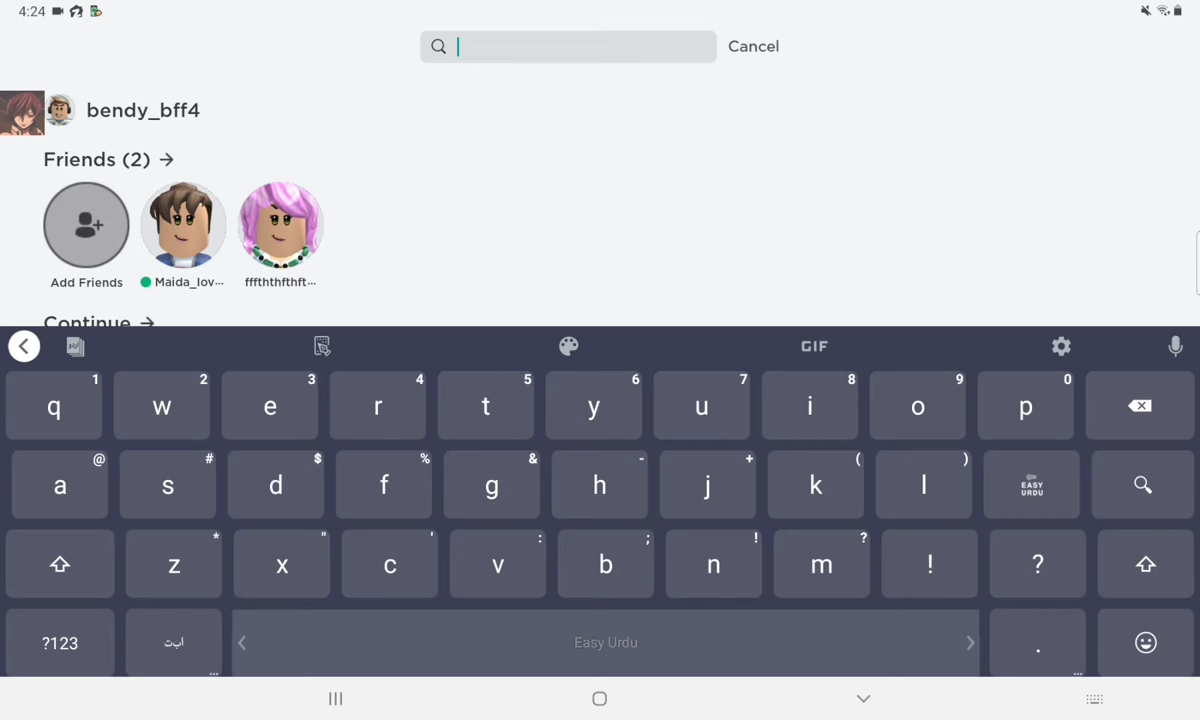 4:24
Cancel
bendy_bff4
Friends (2) →
Add Friends
Maida_lov...
fffththfthft...
Continue →
GIF
q 1 w 2 e 3 r 4 t 5 y 6 u 7 i 8 o 9 p 0
a @ s # d $ f % g & h - j + k ( l ) EASY URDU
z * x " c ' v : b ; n ! m ? ! ?
?123 ابت ... < Easy Urdu > . ...